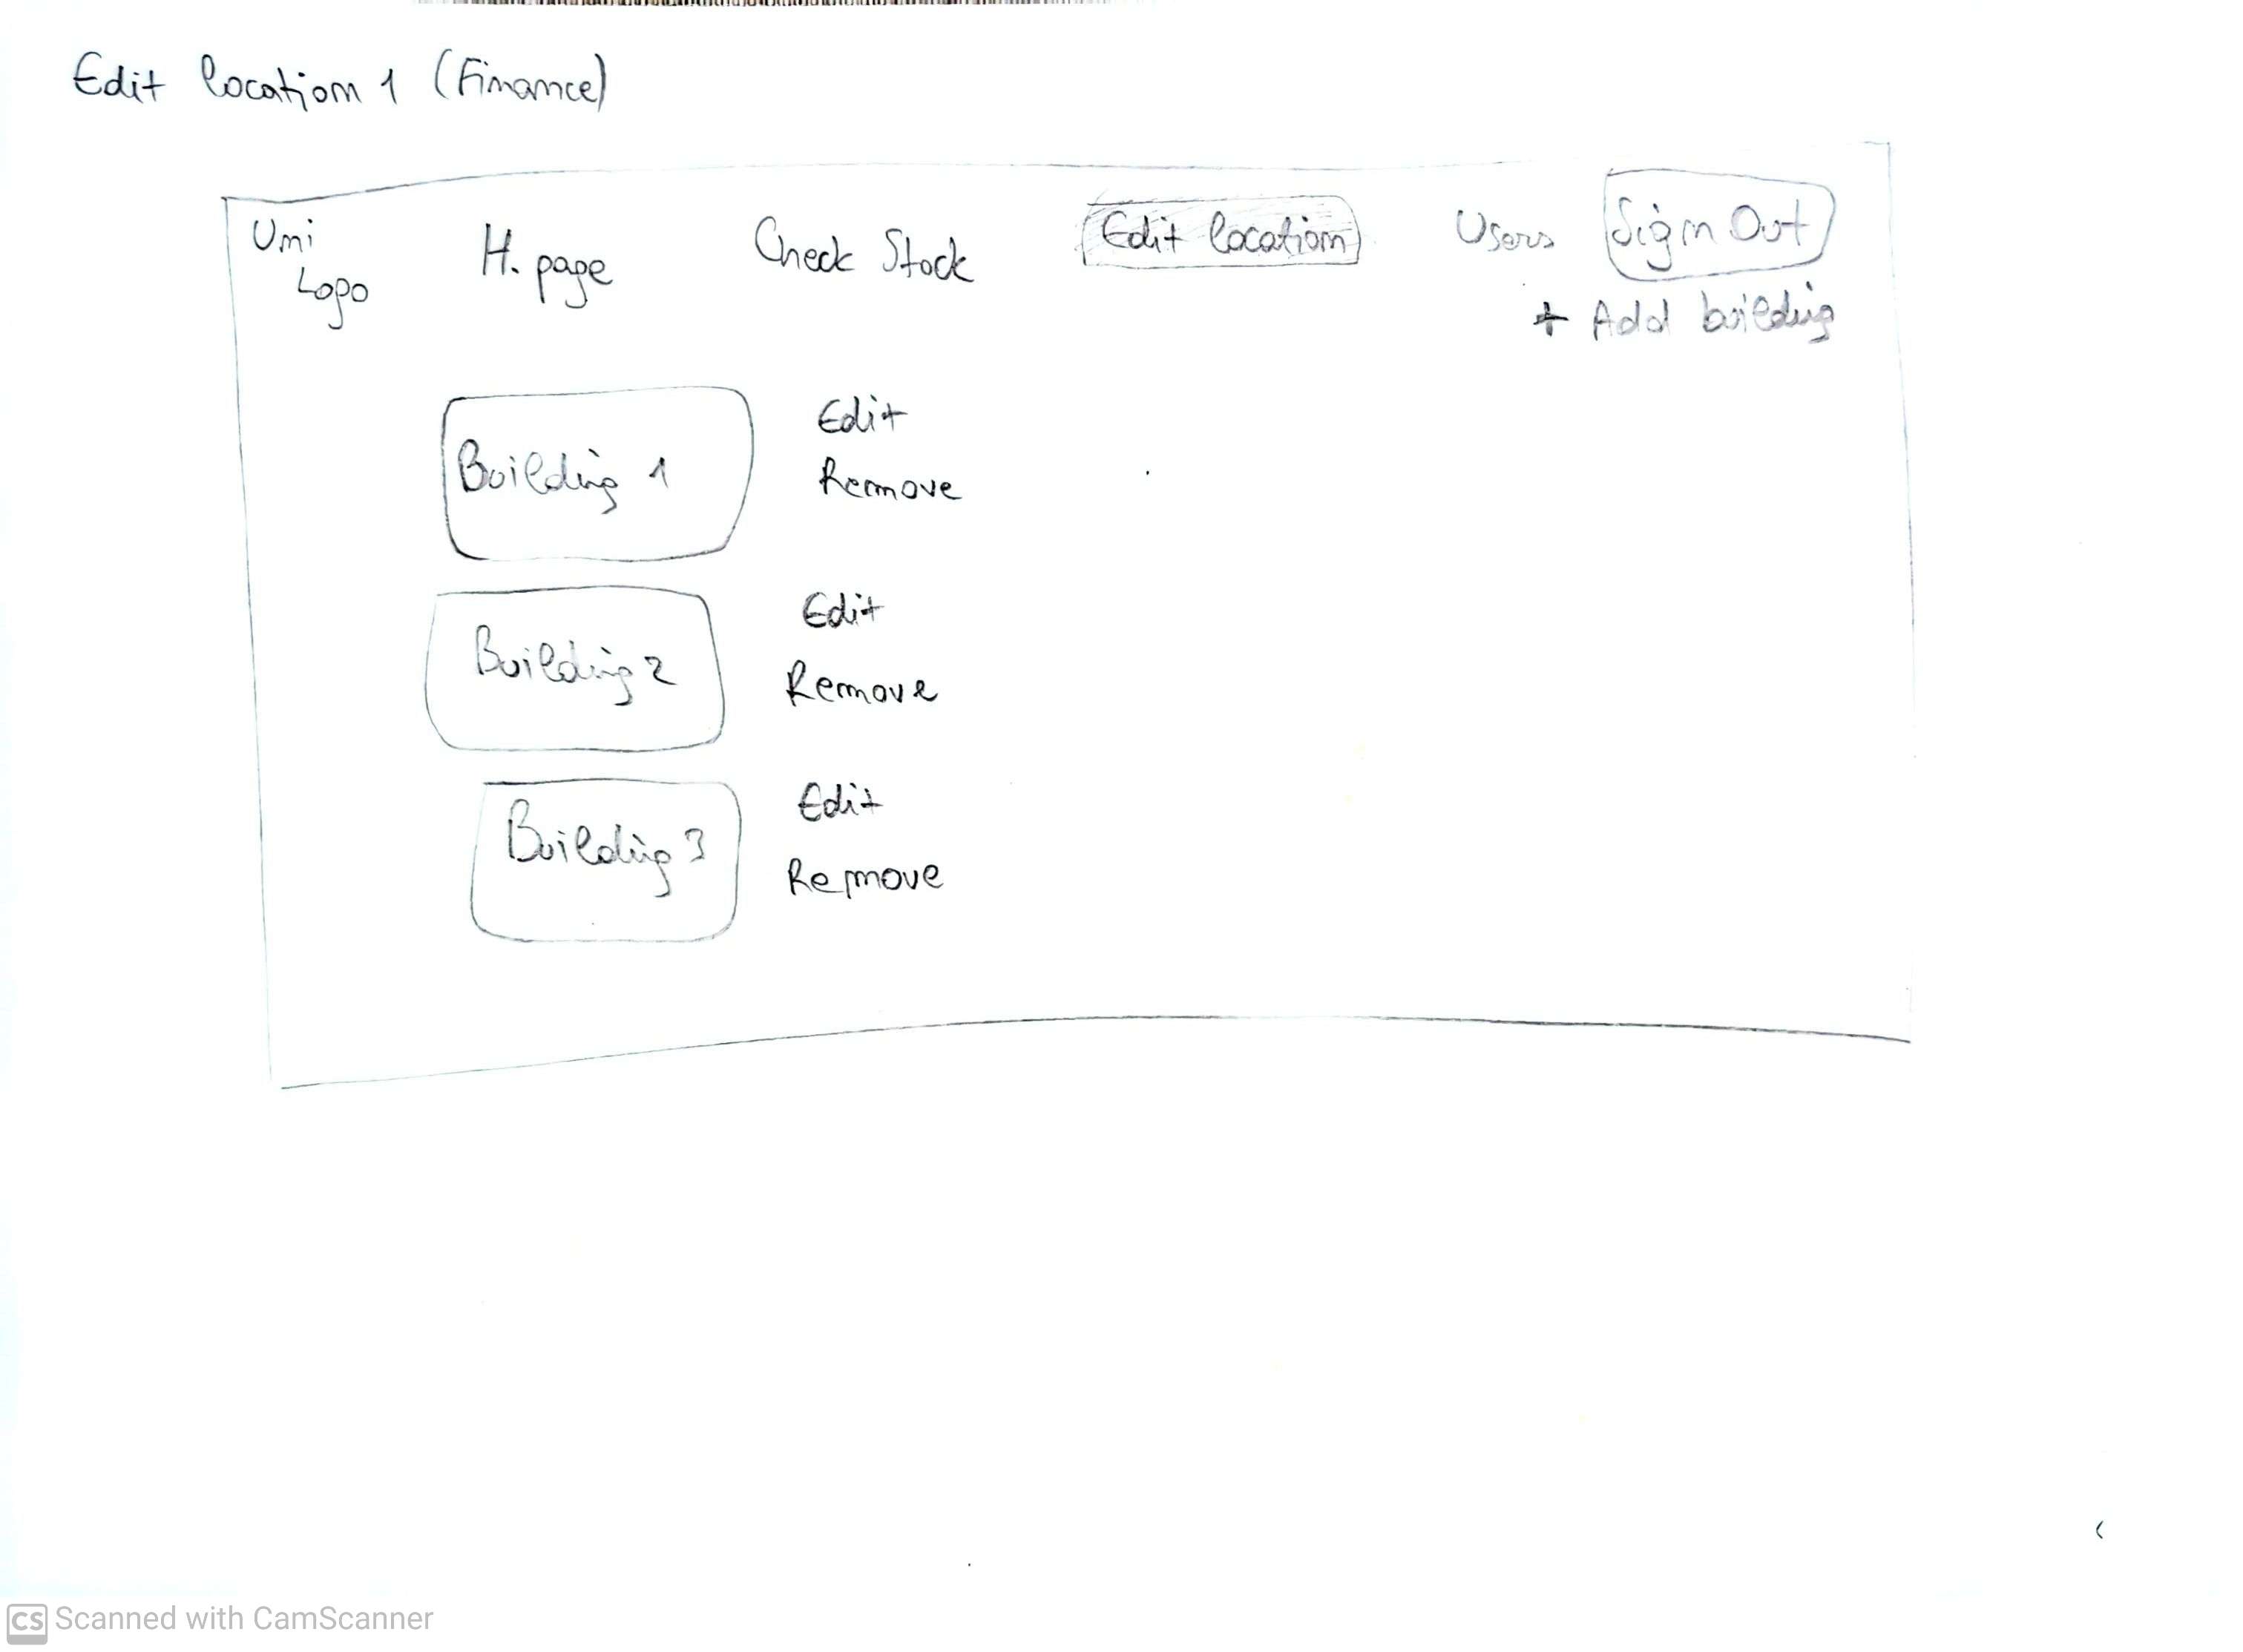 Edit location 1 (Finance)
Uni
Logo
H. page
Check Stock
Edit location
Users
Sign Out
+ Add building
Building 1
Edit
Remove
Building 2
Edit
Remove
Building 3
Edit
Remove
CS Scanned with CamScanner